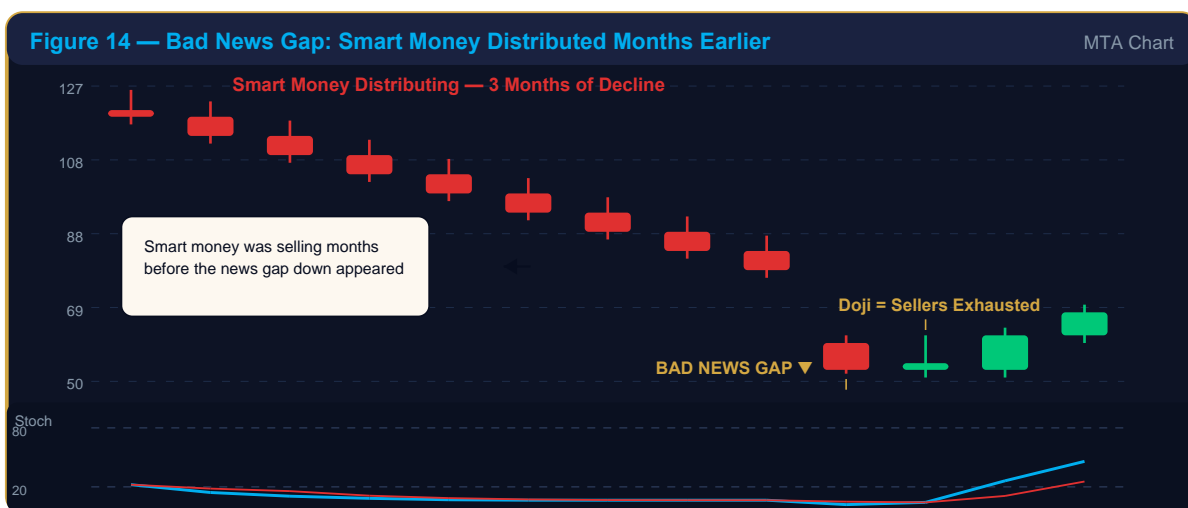 Figure 14 — Bad News Gap: Smart Money Distributed Months Earlier
MTA Chart
Smart Money Distributing — 3 Months of Decline
127
108
88
Smart money was selling months
before the news gap down appeared
69
Doji = Sellers Exhausted
BAD NEWS GAP ▼
50
Stoch
80
20